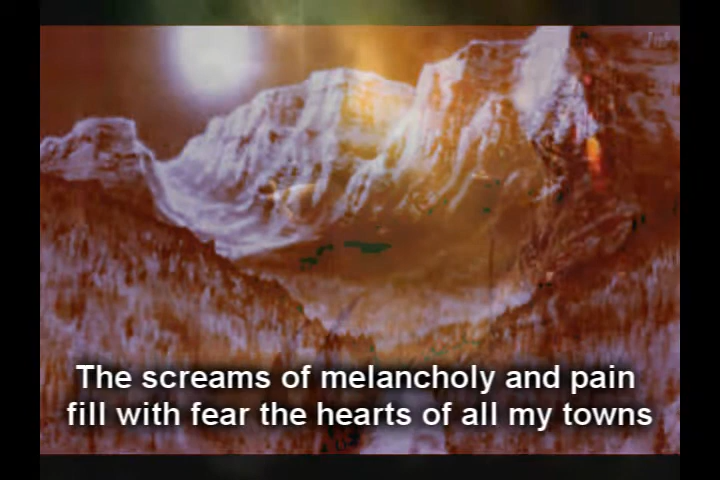 The screams of melancholy and pain
fill with fear the hearts of all my towns